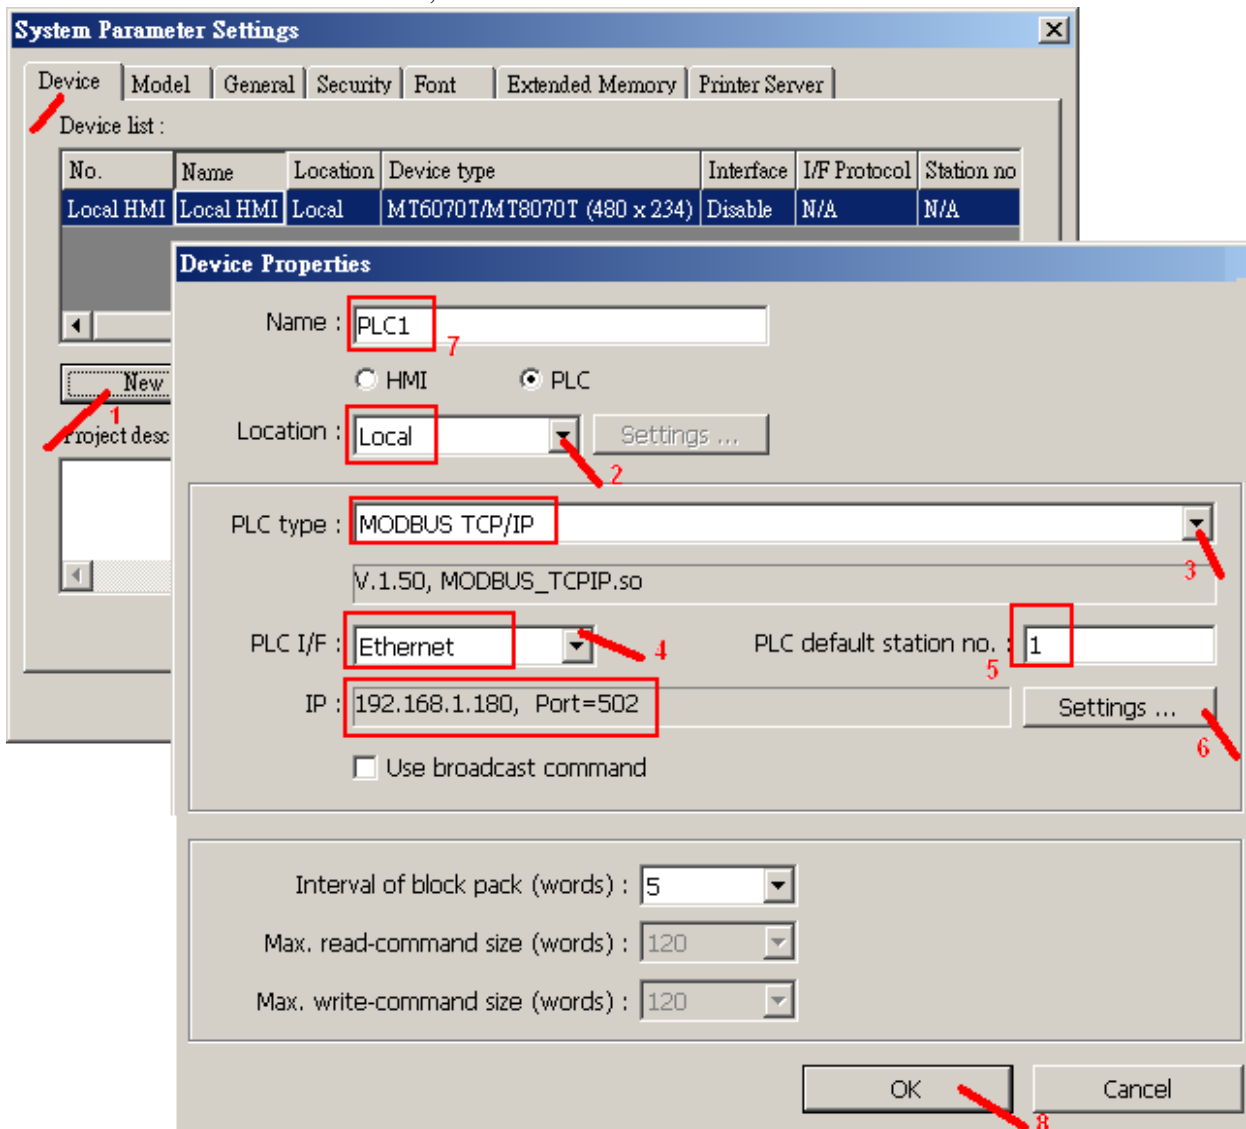 System Parameter Settings
Device Model General Security Font Extended Memory Printer Server
Device list :
No. Name Location Device type Interface I/F Protocol Station no
Local HMI Local HMI Local MT6070T/MT8070T (480 x 234) Disable N/A N/A
Device Properties
Name : PLC1
7
HMI PLC
New
1
Location : Local Settings ...
2
Project desc
PLC type : MODBUS TCP/IP
3
V.1.50, MODBUS_TCPIP.so
PLC I/F : Ethernet 4 PLC default station no. : 1
5
IP : 192.168.1.180, Port=502 Settings ...
6
Use broadcast command
Interval of block pack (words) : 5
Max. read-command size (words) : 120
Max. write-command size (words) : 120
OK Cancel
8